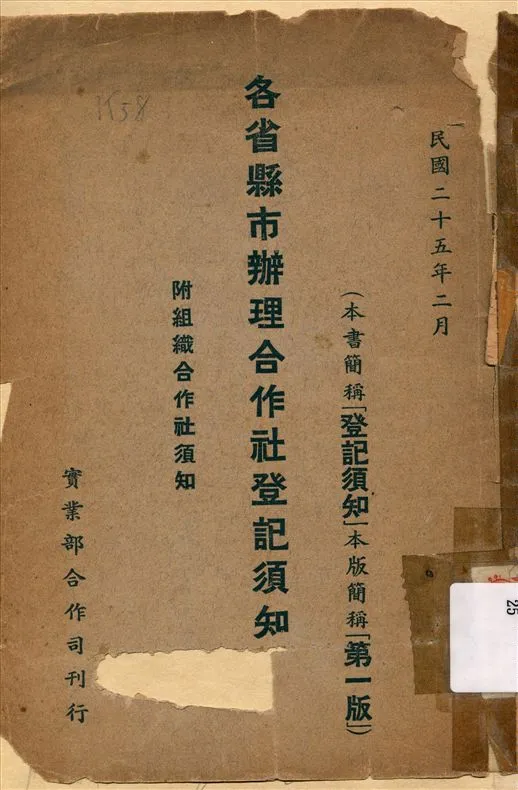 民國二十五年二月
(本書簡稱「登記須知」本版簡稱「第一版」)
各省縣市辦理合作社登記須知
附組織合作社須知
實業部合作司刊行
K58
25